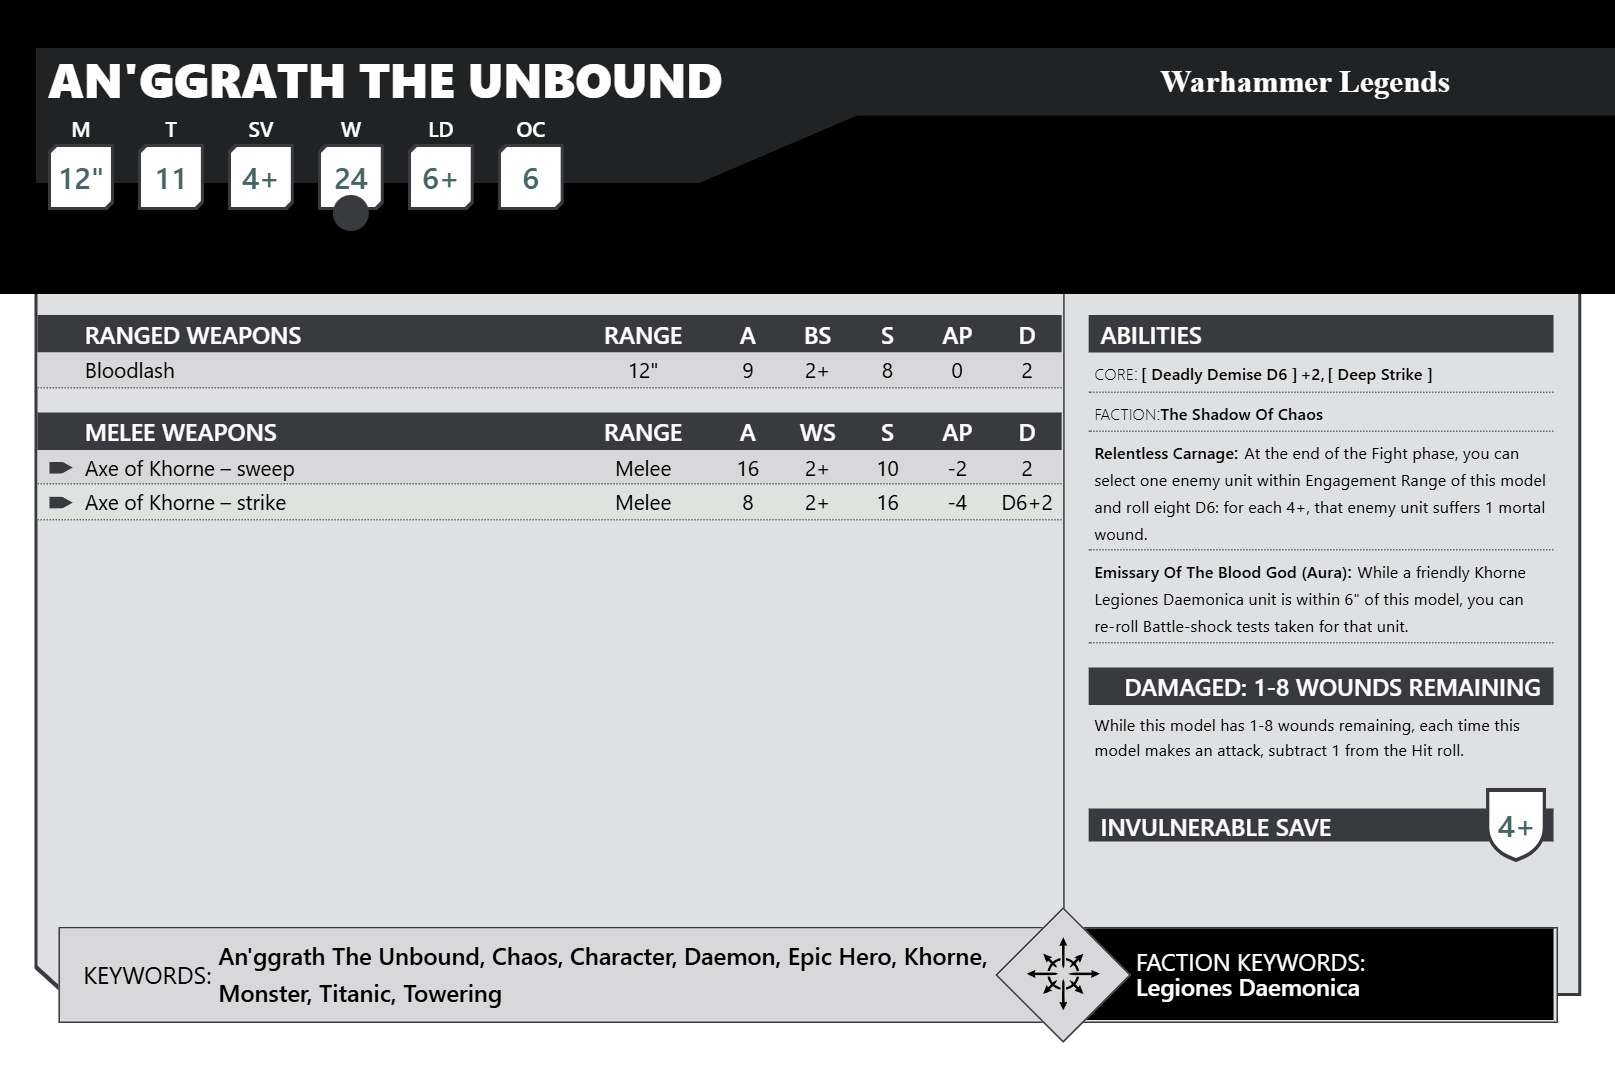 AN'GGRATH THE UNBOUND
Warhammer Legends
M T SV W LD OC
12" 11 4+ 24 6+ 6
RANGED WEAPONS RANGE A BS S AP D
Bloodlash 12" 9 2+ 8 0 2
MELEE WEAPONS RANGE A WS S AP D
Axe of Khorne – sweep Melee 16 2+ 10 -2 2
Axe of Khorne – strike Melee 8 2+ 16 -4 D6+2
ABILITIES
CORE: [ Deadly Demise D6 ] +2, [ Deep Strike ]
FACTION:The Shadow Of Chaos
Relentless Carnage: At the end of the Fight phase, you can
select one enemy unit within Engagement Range of this model
and roll eight D6: for each 4+, that enemy unit suffers 1 mortal
wound.
Emissary Of The Blood God (Aura): While a friendly Khorne
Legiones Daemonica unit is within 6" of this model, you can
re-roll Battle-shock tests taken for that unit.
DAMAGED: 1-8 WOUNDS REMAINING
While this model has 1-8 wounds remaining, each time this
model makes an attack, subtract 1 from the Hit roll.
INVULNERABLE SAVE 4+
KEYWORDS: An'ggrath The Unbound, Chaos, Character, Daemon, Epic Hero, Khorne,
Monster, Titanic, Towering
FACTION KEYWORDS:
Legiones Daemonica